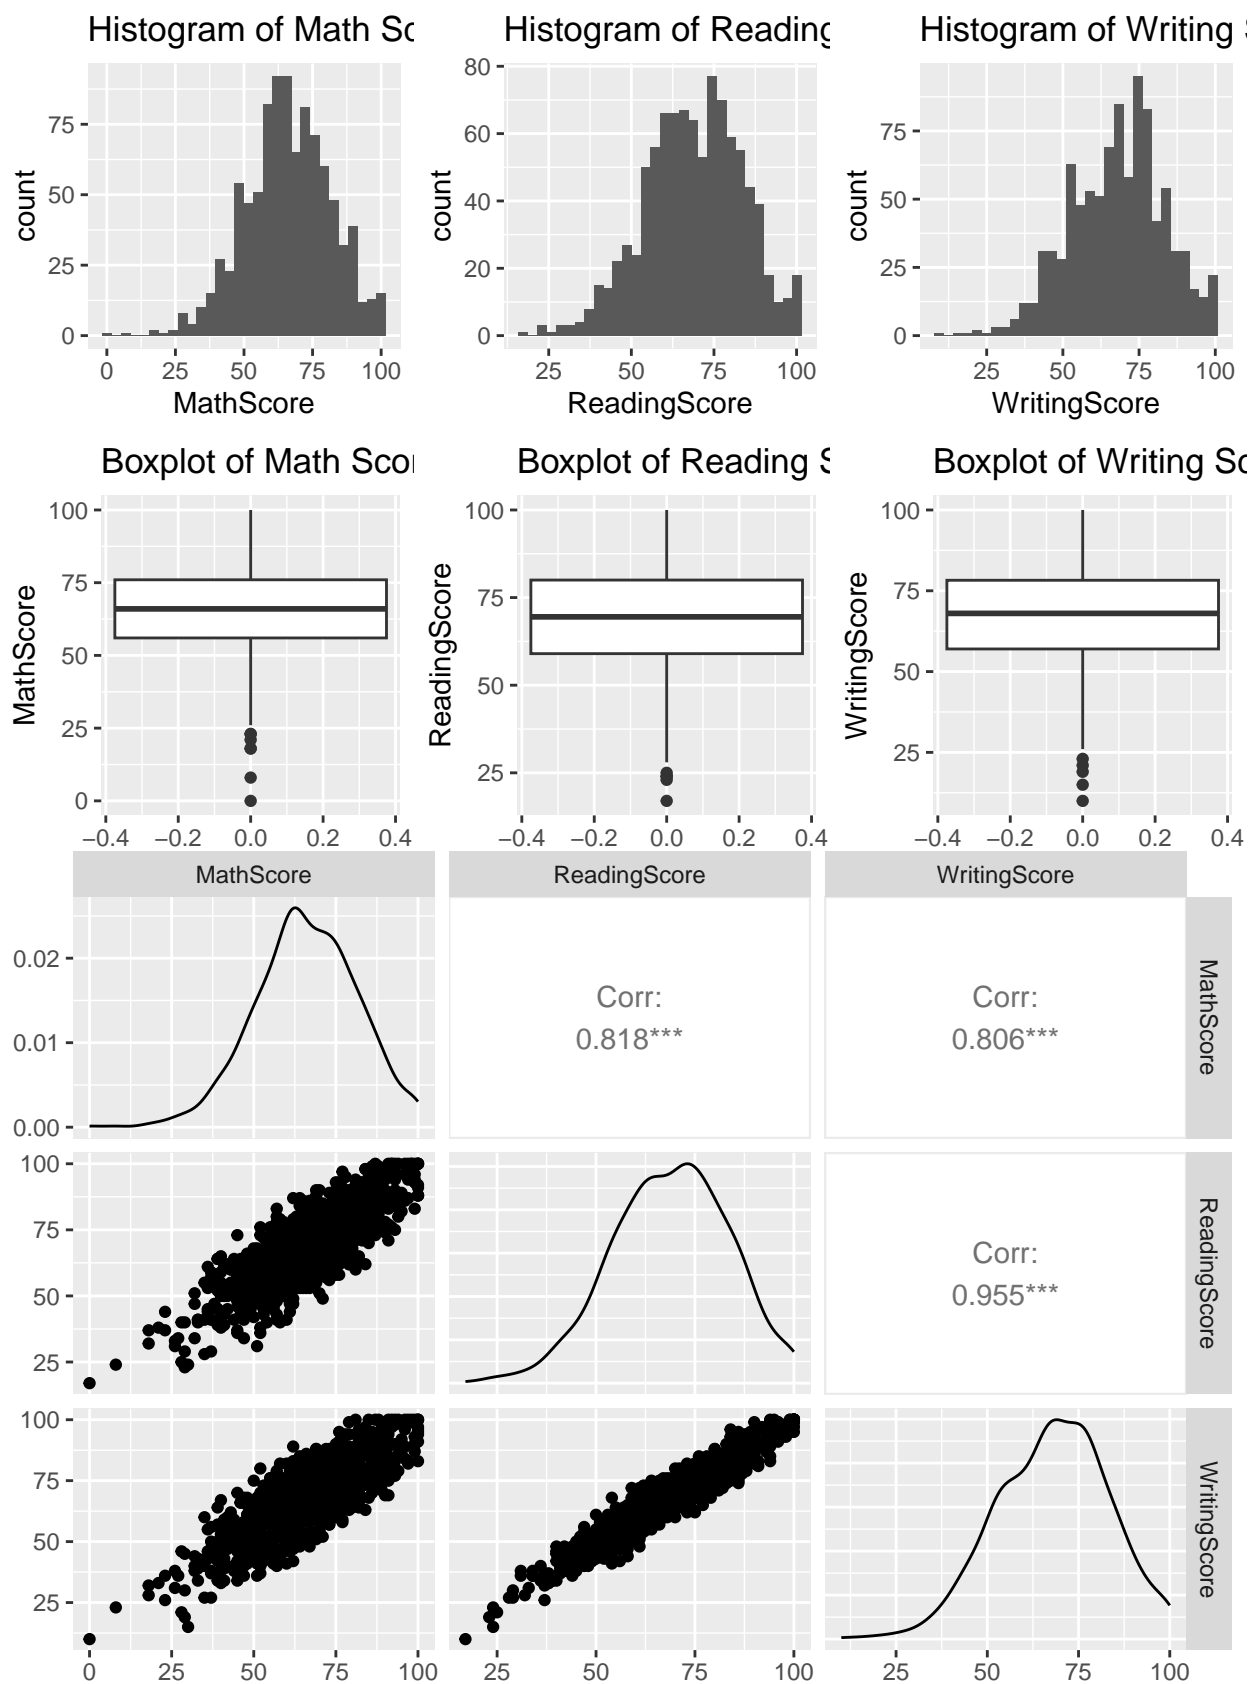 Histogram of Math Sc
Histogram of Reading
Histogram of Writing S
count
75
50
25
0
0 25 50 75 100
MathScore
count
80
60
40
20
0
25 50 75 100
ReadingScore
count
75
50
25
0
25 50 75 100
WritingScore
Boxplot of Math Scor
Boxplot of Reading S
Boxplot of Writing Sc
MathScore
100
75
50
25
0
−0.4 −0.2 0.0 0.2 0.4
ReadingScore
100
75
50
25
−0.4 −0.2 0.0 0.2 0.4
WritingScore
100
75
50
25
−0.4 −0.2 0.0 0.2 0.4
MathScore
ReadingScore
WritingScore
0.02
0.01
0.00
Corr:
0.818***
Corr:
0.806***
MathScore
100
75
50
25
Corr:
0.955***
ReadingScore
100
75
50
25
WritingScore
0 25 50 75 100
25 50 75 100
25 50 75 100